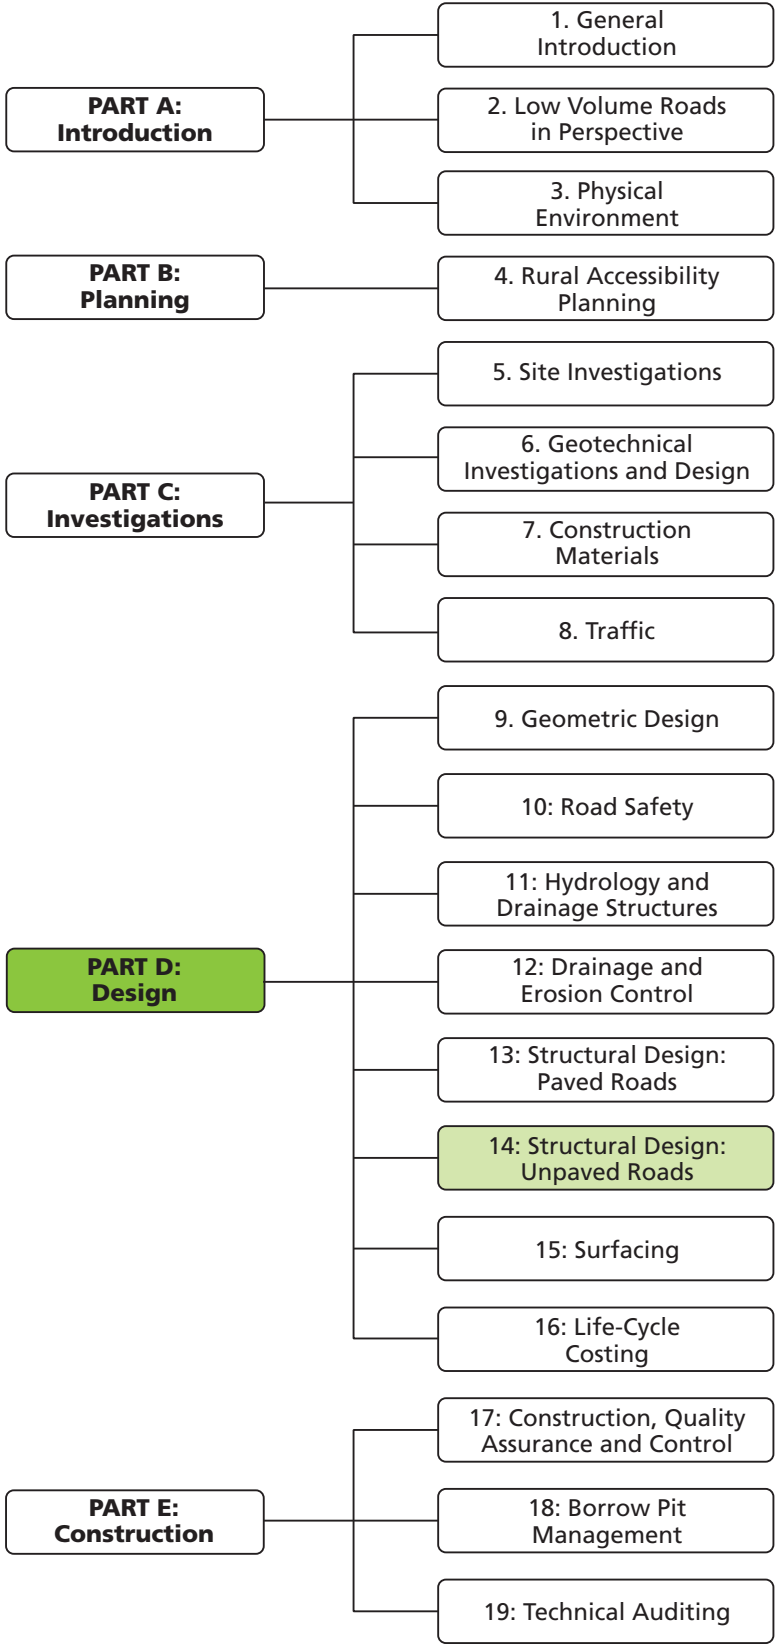 PART A:
Introduction
1. General
Introduction
2. Low Volume Roads
in Perspective
3. Physical
Environment
PART B:
Planning
4. Rural Accessibility
Planning
PART C:
Investigations
5. Site Investigations
6. Geotechnical
Investigations and Design
7. Construction
Materials
8. Traffic
PART D:
Design
9. Geometric Design
10: Road Safety
11: Hydrology and
Drainage Structures
12: Drainage and
Erosion Control
13: Structural Design:
Paved Roads
14: Structural Design:
Unpaved Roads
15: Surfacing
16: Life-Cycle
Costing
PART E:
Construction
17: Construction, Quality
Assurance and Control
18: Borrow Pit
Management
19: Technical Auditing